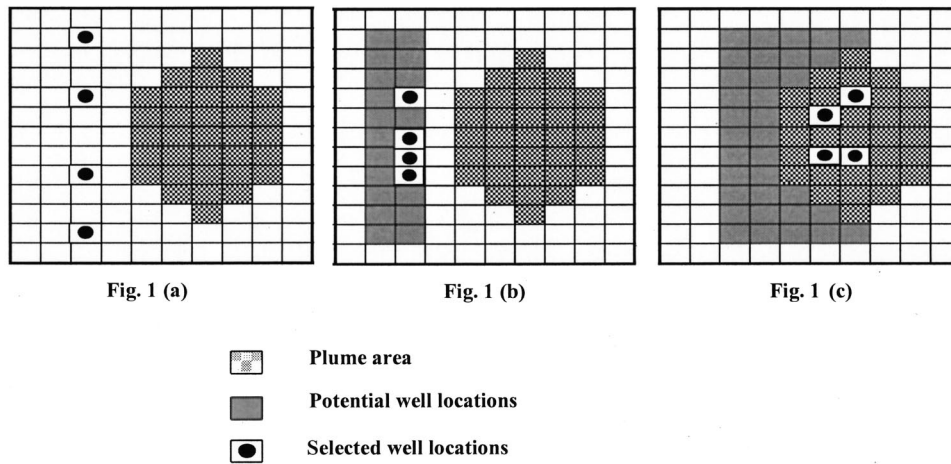 Fig. 1 (a)
Fig. 1 (b)
Fig. 1 (c)
Plume area
Potential well locations
Selected well locations